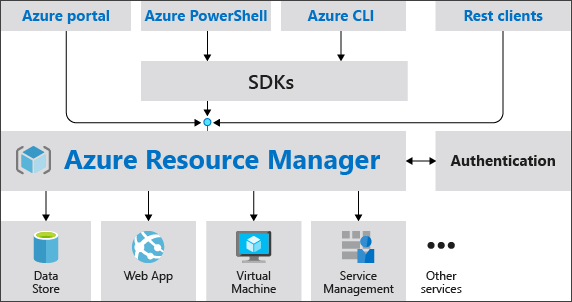 Azure portal
Azure PowerShell
Azure CLI
Rest clients
SDKs
Azure Resource Manager
Authentication
Data
Store
Web App
Virtual
Machine
Service
Management
Other
services